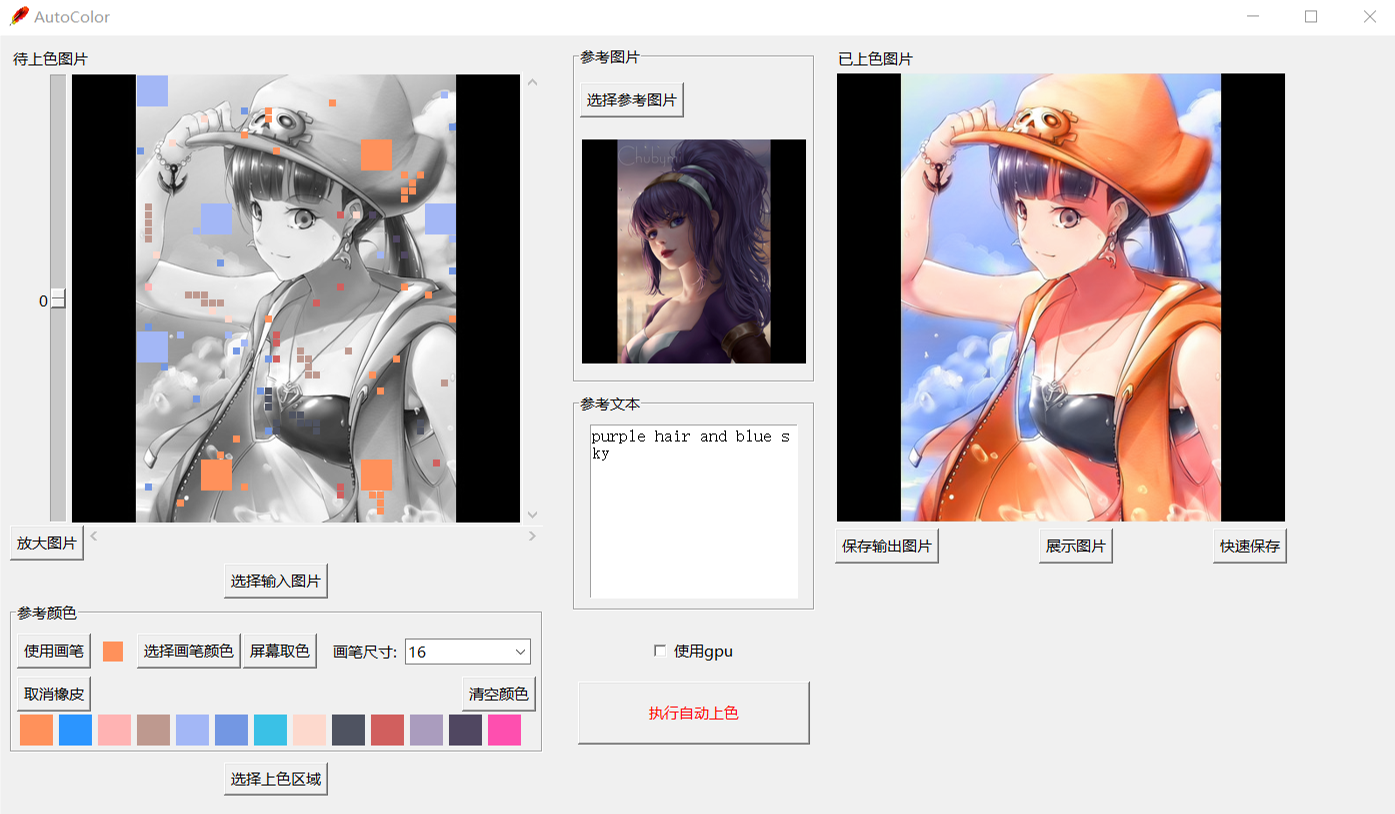 AutoColor
待上色图片
0
放大图片
选择输入图片
参考颜色
使用画笔
选择画笔颜色
屏幕取色
画笔尺寸:
16
取消橡皮
清空颜色
选择上色区域
参考图片
选择参考图片
Chubym
参考文本
purple hair and blue s
ky
使用gpu
执行自动上色
已上色图片
保存输出图片
展示图片
快速保存